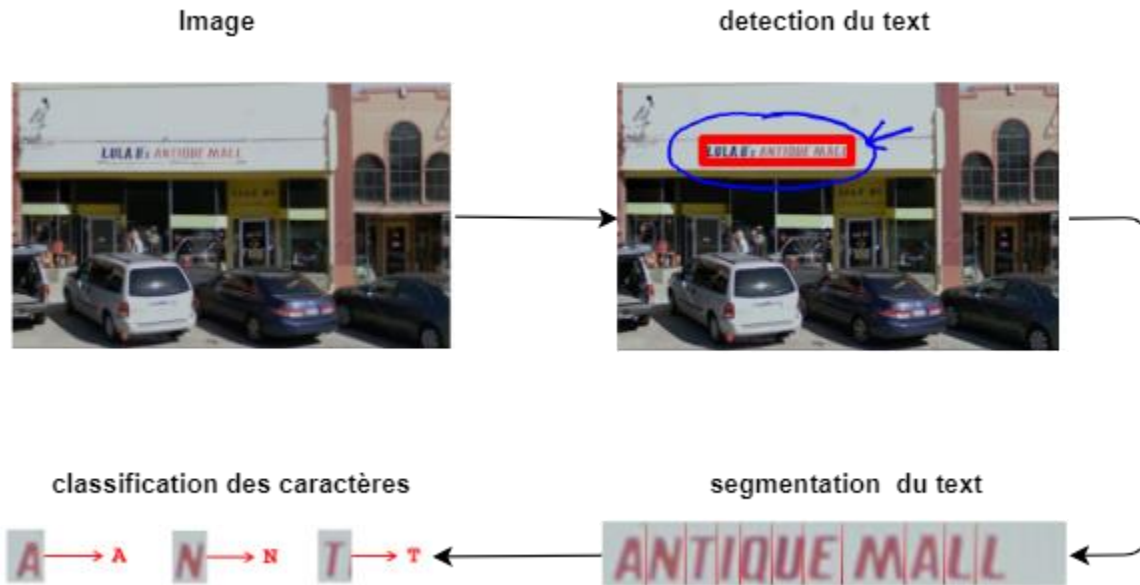 Image
detection du text
LULA B's ANTIQUE MALL
LULA B's ANTIQUE MALL
classification des caractères
segmentation du text
A → A N → N T → T
ANTIQUE MALL